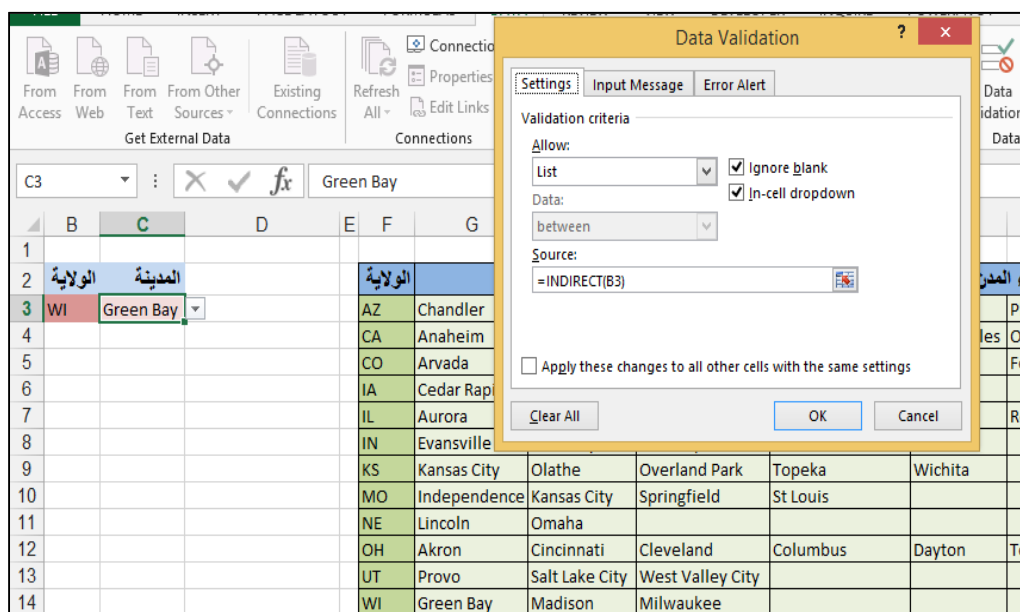 Data Validation ?
Connectio
Properties
Edit Links
From Access
From Web
From Text
From Other Sources
Existing Connections
Refresh All
Get External Data
Connections
Data
Settings Input Message Error Alert
Validation criteria
Allow:
List
Ignore blank
In-cell dropdown
Data:
between
Source:
=INDIRECT(B3)
Apply these changes to all other cells with the same settings
Clear All OK Cancel
C3 fx Green Bay
B C D E F G
1
2 الولاية المدينة الولاية المدن
3 WI Green Bay AZ Chandler P
4 CA Anaheim les O
5 CO Arvada F
6 IA Cedar Rapi
7 IL Aurora R
8 IN Evansville
9 KS Kansas City Olathe Overland Park Topeka Wichita
10 MO Independence Kansas City Springfield St Louis
11 NE Lincoln Omaha
12 OH Akron Cincinnati Cleveland Columbus Dayton T
13 UT Provo Salt Lake City West Valley City
14 WI Green Bay Madison Milwaukee